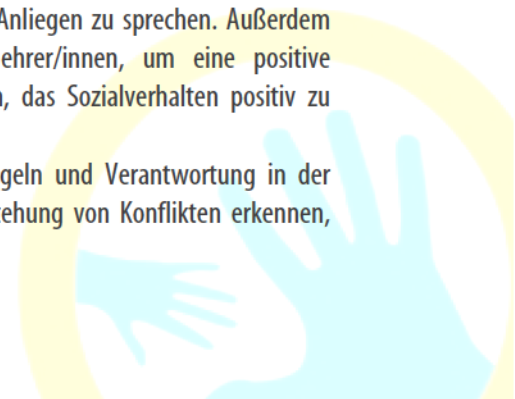 Anliegen zu sprechen. Außerdem
ehrer/innen, um eine positive
, das Sozialverhalten positiv zu
geln und Verantwortung in der
ehung von Konflikten erkennen,